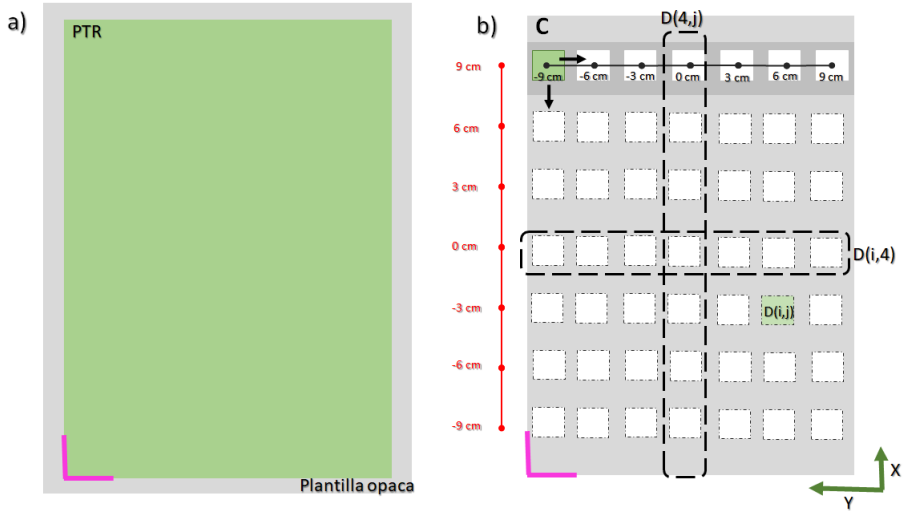 a)
PTR
Plantilla opaca
b)
C
D(4,j)
-9 cm -6 cm -3 cm 0 cm 3 cm 6 cm 9 cm
9 cm
6 cm
3 cm
0 cm
-3 cm
-6 cm
-9 cm
D(i,4)
D(i,j)
X
Y